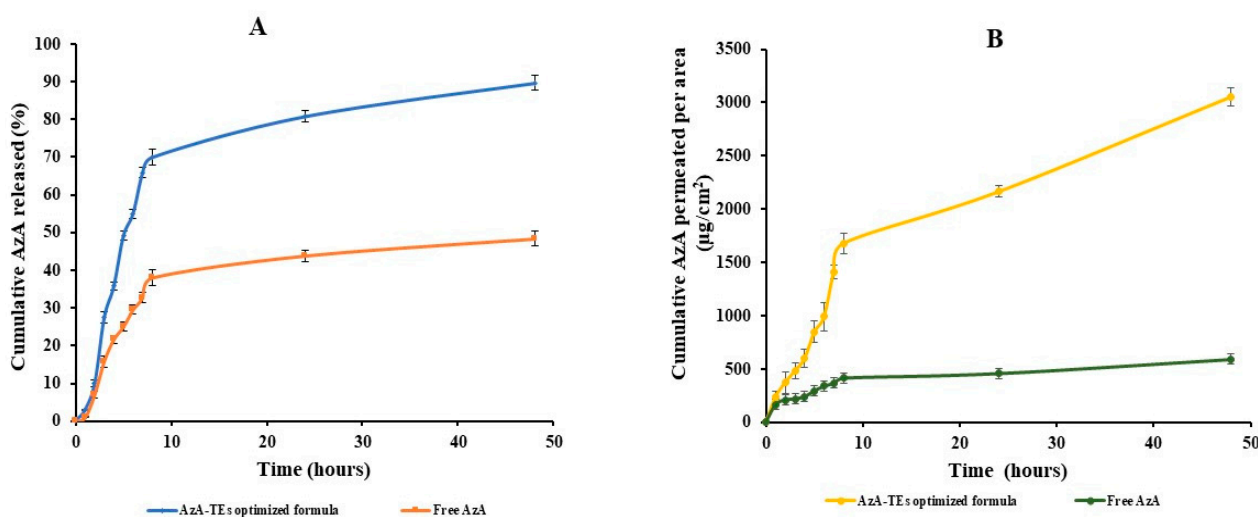 A
Cumulative AzA released (%)
100
90
80
70
60
50
40
30
20
10
0
0 10 20 30 40 50
Time (hours)
AzA-TEs optimized formula Free AzA
B
Cumulative AzA permeated per area
(µg/cm²)
3500
3000
2500
2000
1500
1000
500
0
0 10 20 30 40 50
Time (hours)
AzA-TEs optimized formula Free AzA